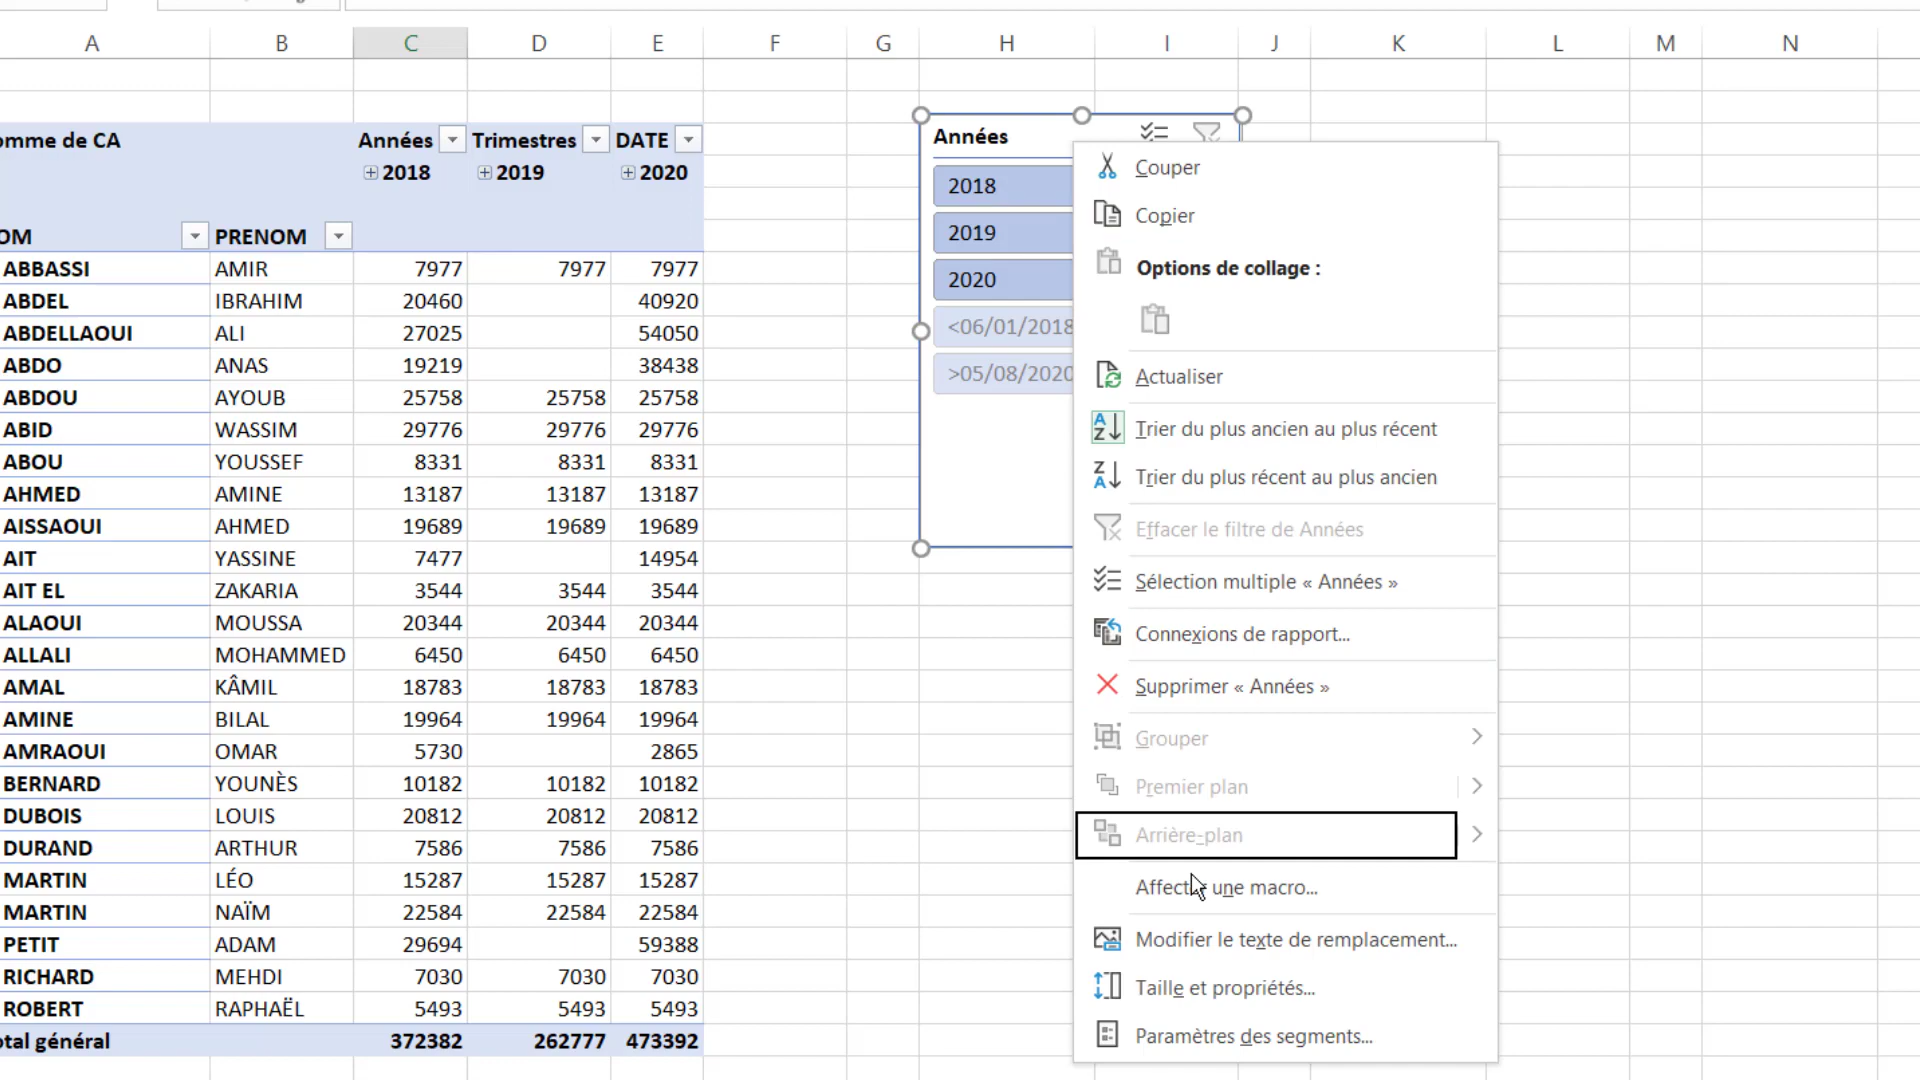 A B C D E F G H I J K L M N
omme de CA Années Trimestres DATE
2018 2019 2020
OM PRENOM
ABBASSI AMIR 7977 7977 7977
ABDEL IBRAHIM 20460 40920
ABDELLAOUI ALI 27025 54050
ABDO ANAS 19219 38438
ABDOU AYOUB 25758 25758 25758
ABID WASSIM 29776 29776 29776
ABOU YOUSSEF 8331 8331 8331
AHMED AMINE 13187 13187 13187
AISSAOUI AHMED 19689 19689 19689
AIT YASSINE 7477 14954
AIT EL ZAKARIA 3544 3544 3544
ALAOUI MOUSSA 20344 20344 20344
ALLALI MOHAMMED 6450 6450 6450
AMAL KÂMIL 18783 18783 18783
AMINE BILAL 19964 19964 19964
AMRAOUI OMAR 5730 2865
BERNARD YOUNÈS 10182 10182 10182
DUBOIS LOUIS 20812 20812 20812
DURAND ARTHUR 7586 7586 7586
MARTIN LÉO 15287 15287 15287
MARTIN NAÏM 22584 22584 22584
PETIT ADAM 29694 59388
RICHARD MEHDI 7030 7030 7030
ROBERT RAPHAËL 5493 5493 5493
otal général 372382 262777 473392
Années
2018
2019
2020
<06/01/2018
>05/08/2020
Couper
Copier
Options de collage :
Actualiser
Trier du plus ancien au plus récent
Trier du plus récent au plus ancien
Effacer le filtre de Années
Sélection multiple « Années »
Connexions de rapport...
Supprimer « Années »
Grouper
Premier plan
Arrière-plan
Affecter une macro...
Modifier le texte de remplacement...
Taille et propriétés...
Paramètres des segments...